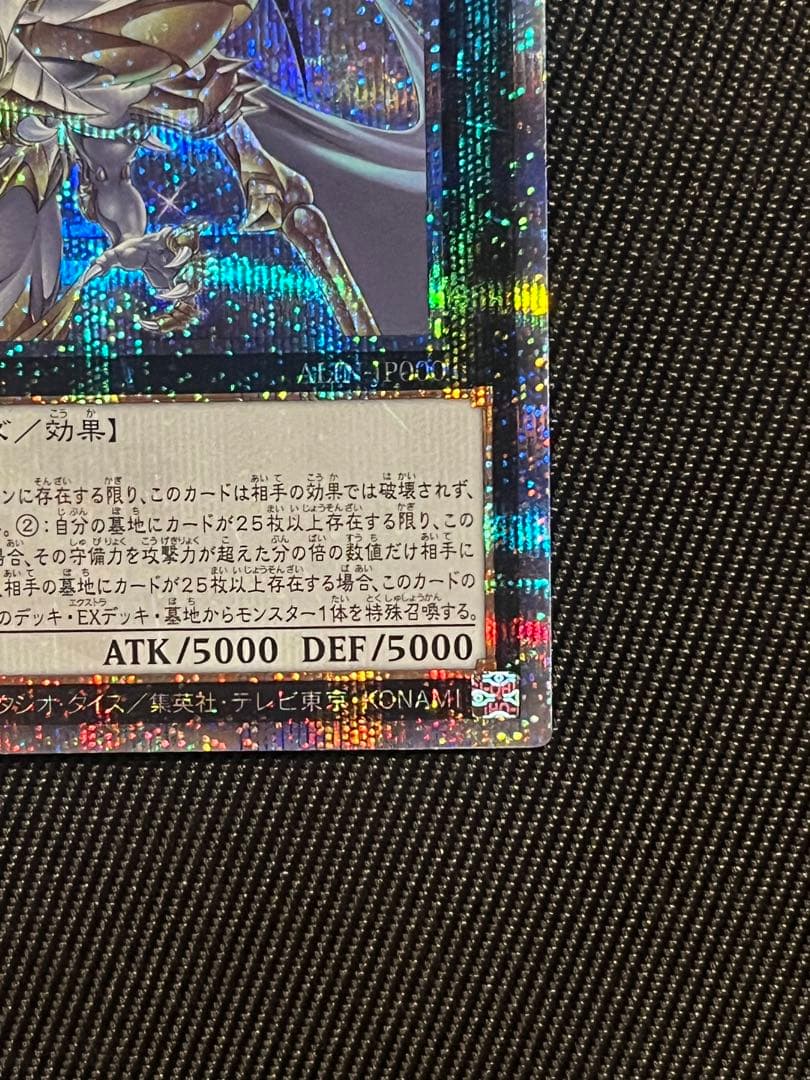 ALIN-JP000
ズ／効果】
ンに存在する限り、このカードは相手の効果では破壊されず、
。②：自分の墓地にカードが25枚以上存在する限り、この
場合、その守備力を攻撃力が超えた分の倍の数値だけ相手に
相手の墓地にカードが25枚以上存在する場合、このカードの
のデッキ・EXデッキ・墓地からモンスター1体を特殊召喚する。
ATK/5000 DEF/5000
タジオ・ダイス／集英社・テレビ東京・KONAMI